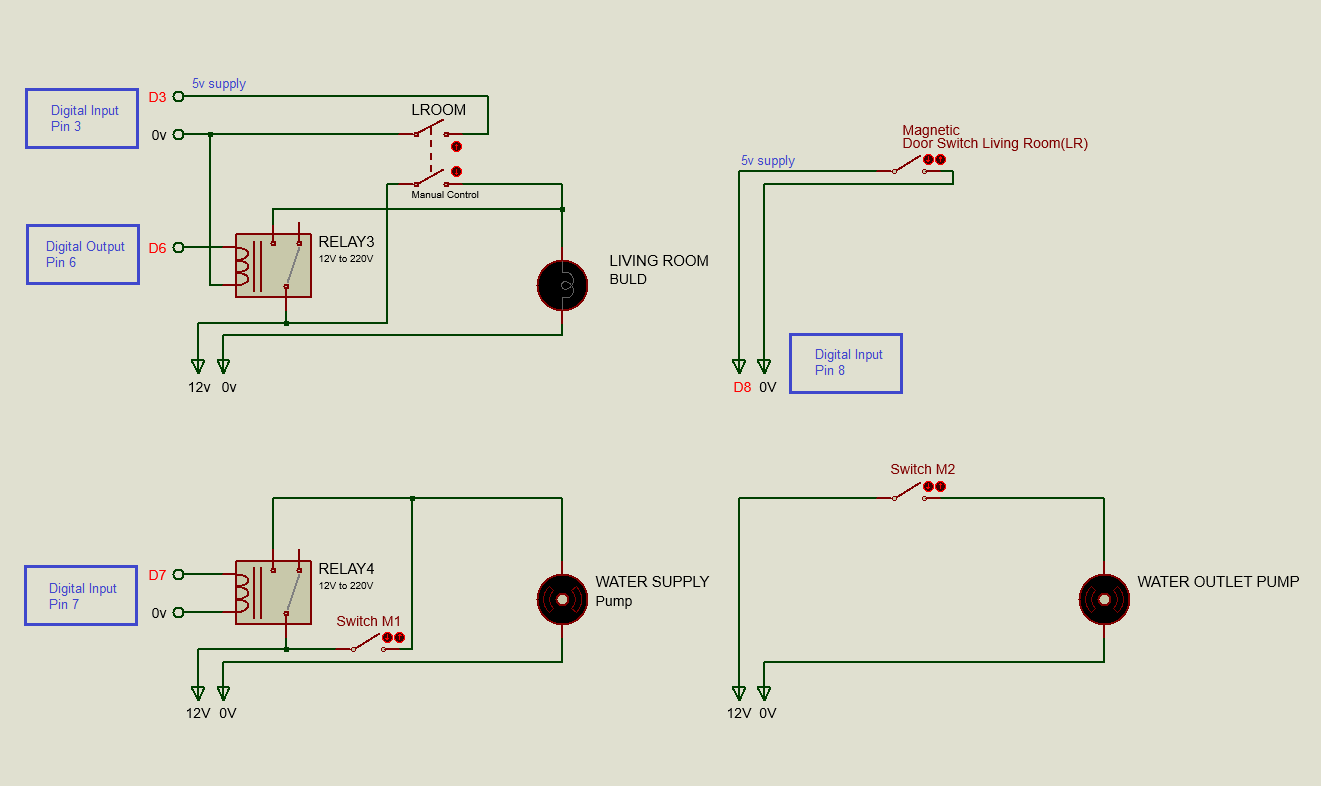 5v supply
Digital Input
Pin 3
D3
0v
LROOM
Manual Control
Digital Output
Pin 6
D6
RELAY3
12V to 220V
LIVING ROOM
BULD
12v 0v
Magnetic
Door Switch Living Room(LR)
5v supply
Digital Input
Pin 8
D8 0V
Digital Input
Pin 7
D7
0v
RELAY4
12V to 220V
Switch M1
WATER SUPPLY
Pump
12V 0V
Switch M2
WATER OUTLET PUMP
12V 0V